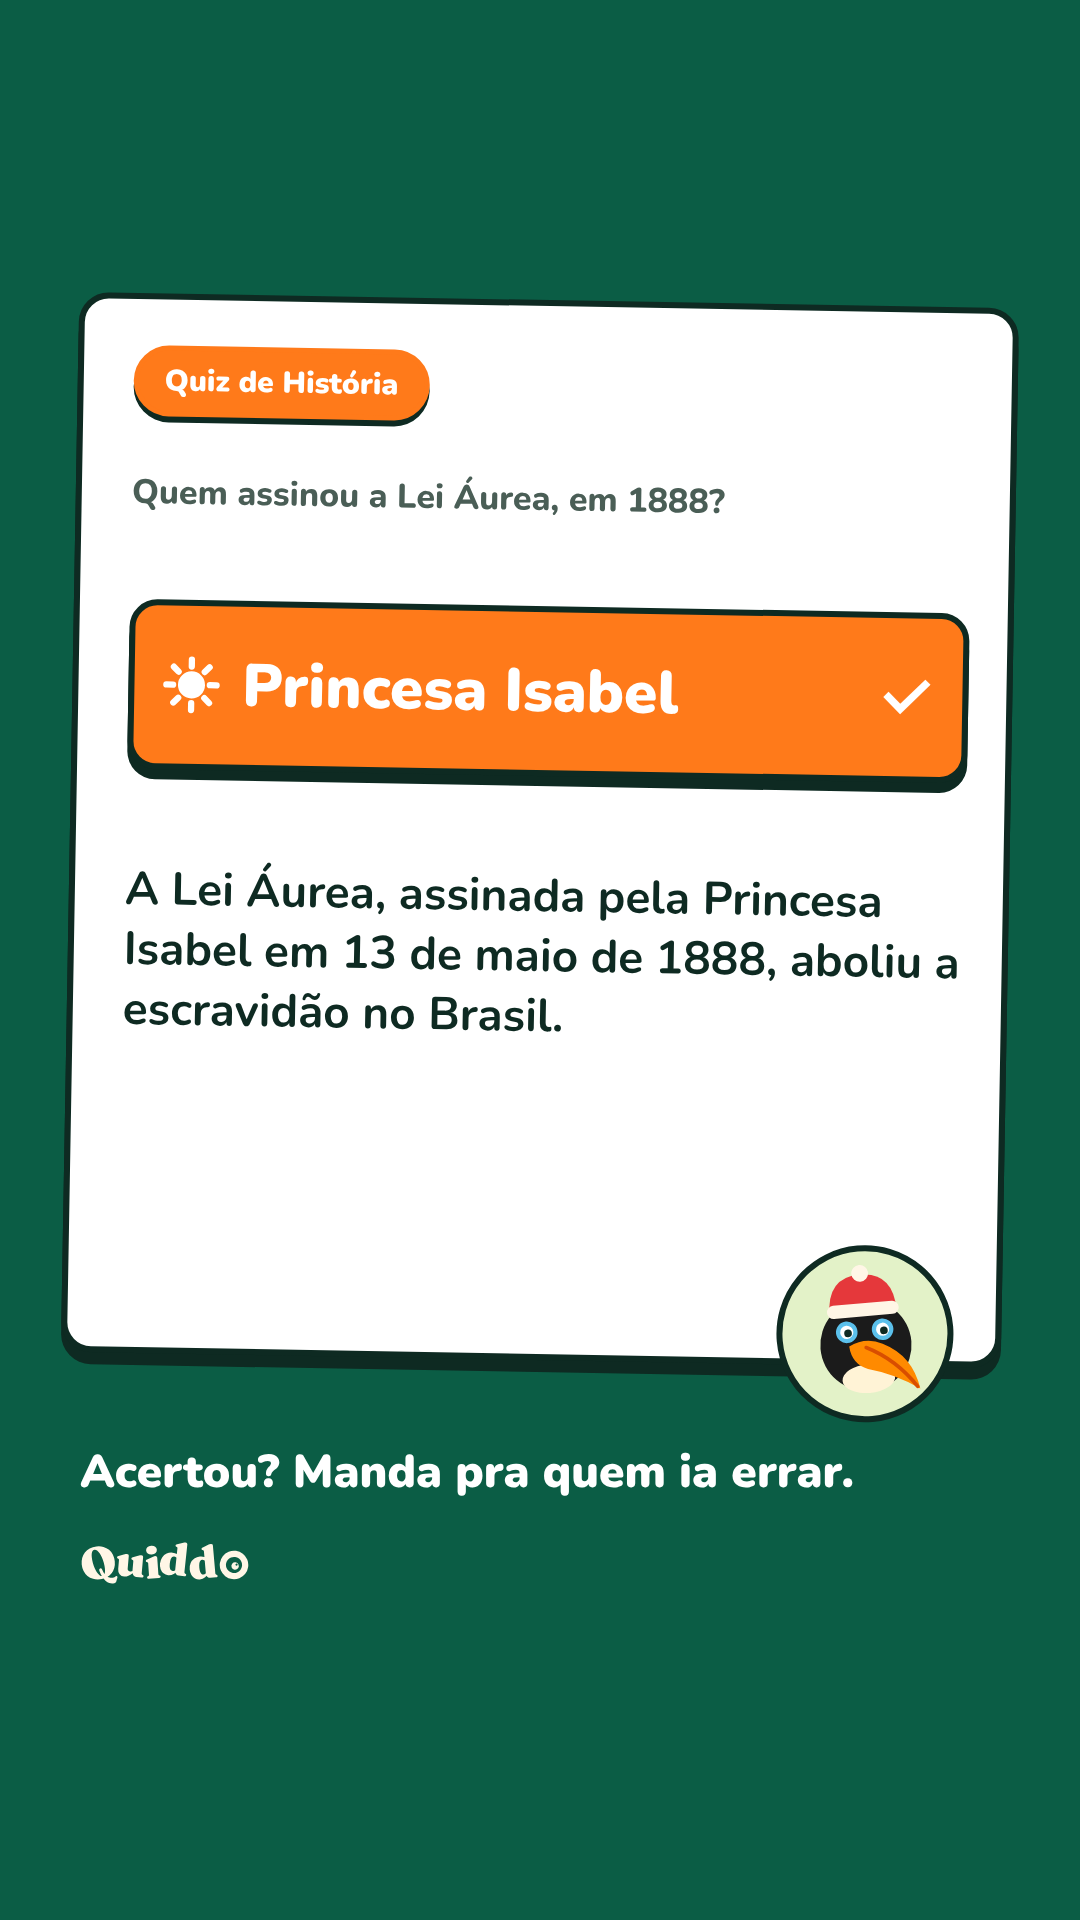 Quiz de História
Quem assinou a Lei Áurea, em 1888?
Princesa Isabel
A Lei Áurea, assinada pela Princesa
Isabel em 13 de maio de 1888, aboliu a
escravidão no Brasil.
Acertou? Manda pra quem ia errar.
Quiddo